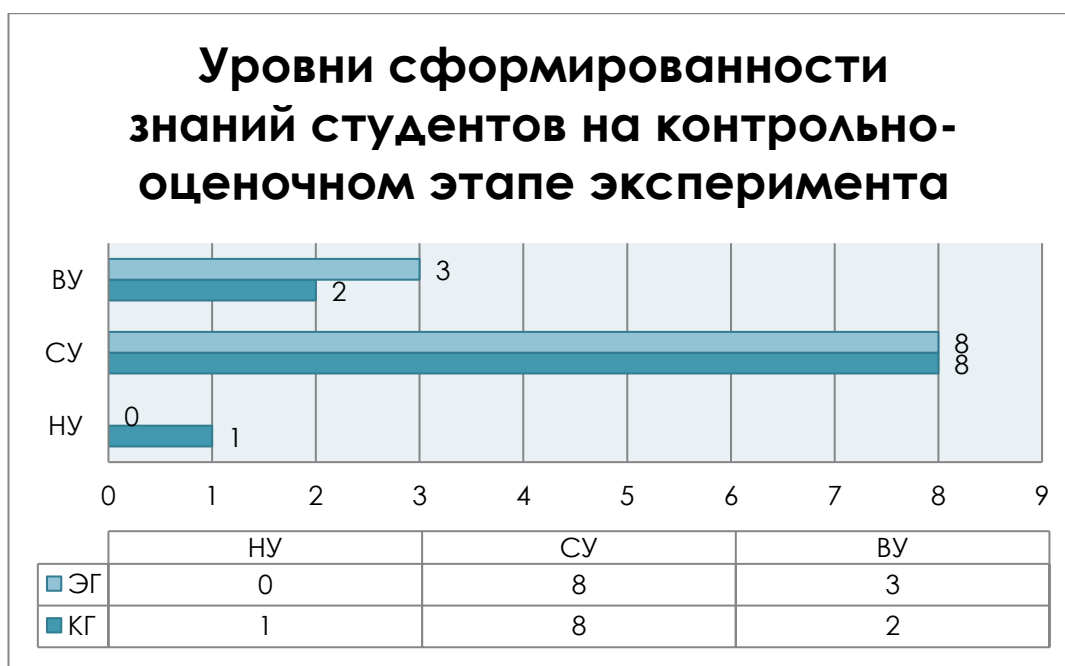 Уровни сформированности
знаний студентов на контрольно-
оценочном этапе эксперимента
ВУ
3
2
СУ
8
8
НУ
0
1
0 1 2 3 4 5 6 7 8 9
НУ СУ ВУ
ЭГ 0 8 3
КГ 1 8 2